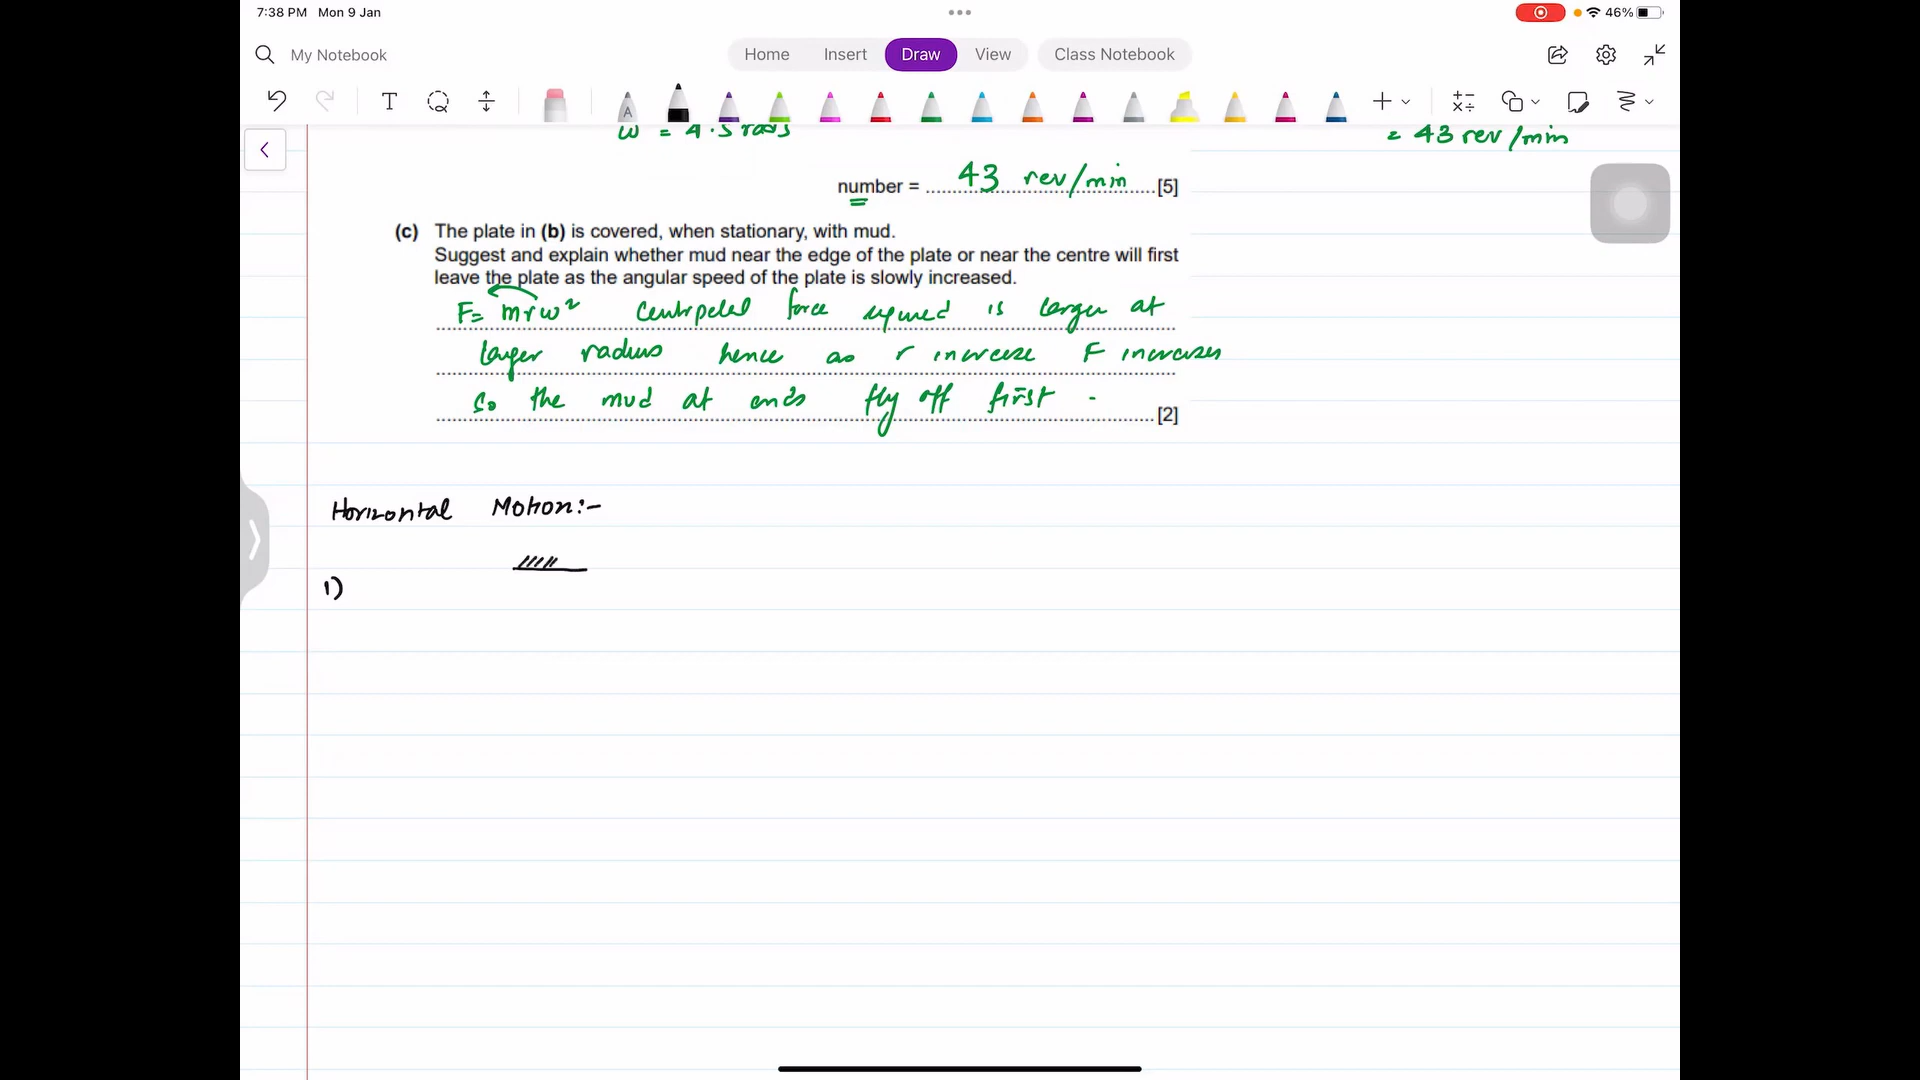 7:38 PM Mon 9 Jan
46%
My Notebook
Home Insert Draw View Class Notebook
T
A
ω = 4.5 rads
= 43 rev/min
number = 43 rev/min [5]
(c) The plate in (b) is covered, when stationary, with mud.
Suggest and explain whether mud near the edge of the plate or near the centre will first
leave the plate as the angular speed of the plate is slowly increased.
F = mrω² Centrpetal force required is larger at
larger radius hence as r increase F increases
so the mud at ends fly off first
[2]
Horizontal Motion:-
1)